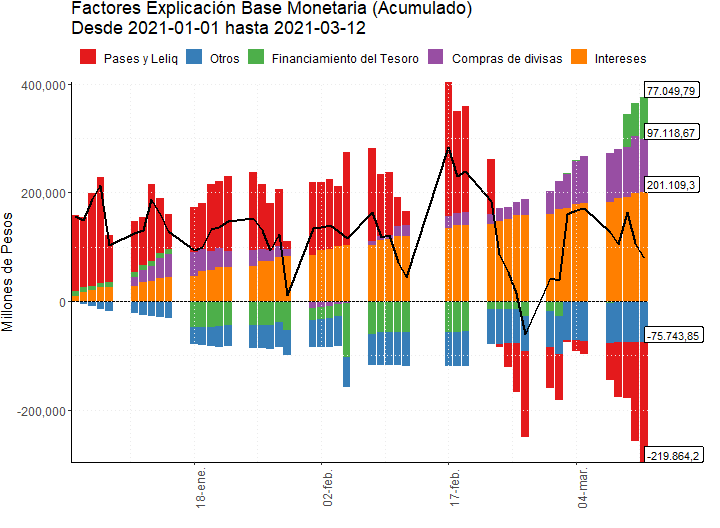 Factores Explicación Base Monetaria (Acumulado)
Desde 2021-01-01 hasta 2021-03-12
Pases y Leliq
Otros
Financiamiento del Tesoro
Compras de divisas
Intereses
Millones de Pesos
400,000
200,000
0
-200,000
77.049,79
97.118,67
201.109,3
-75.743,85
-219.864,2
18-ene.
02-feb.
17-feb.
04-mar.